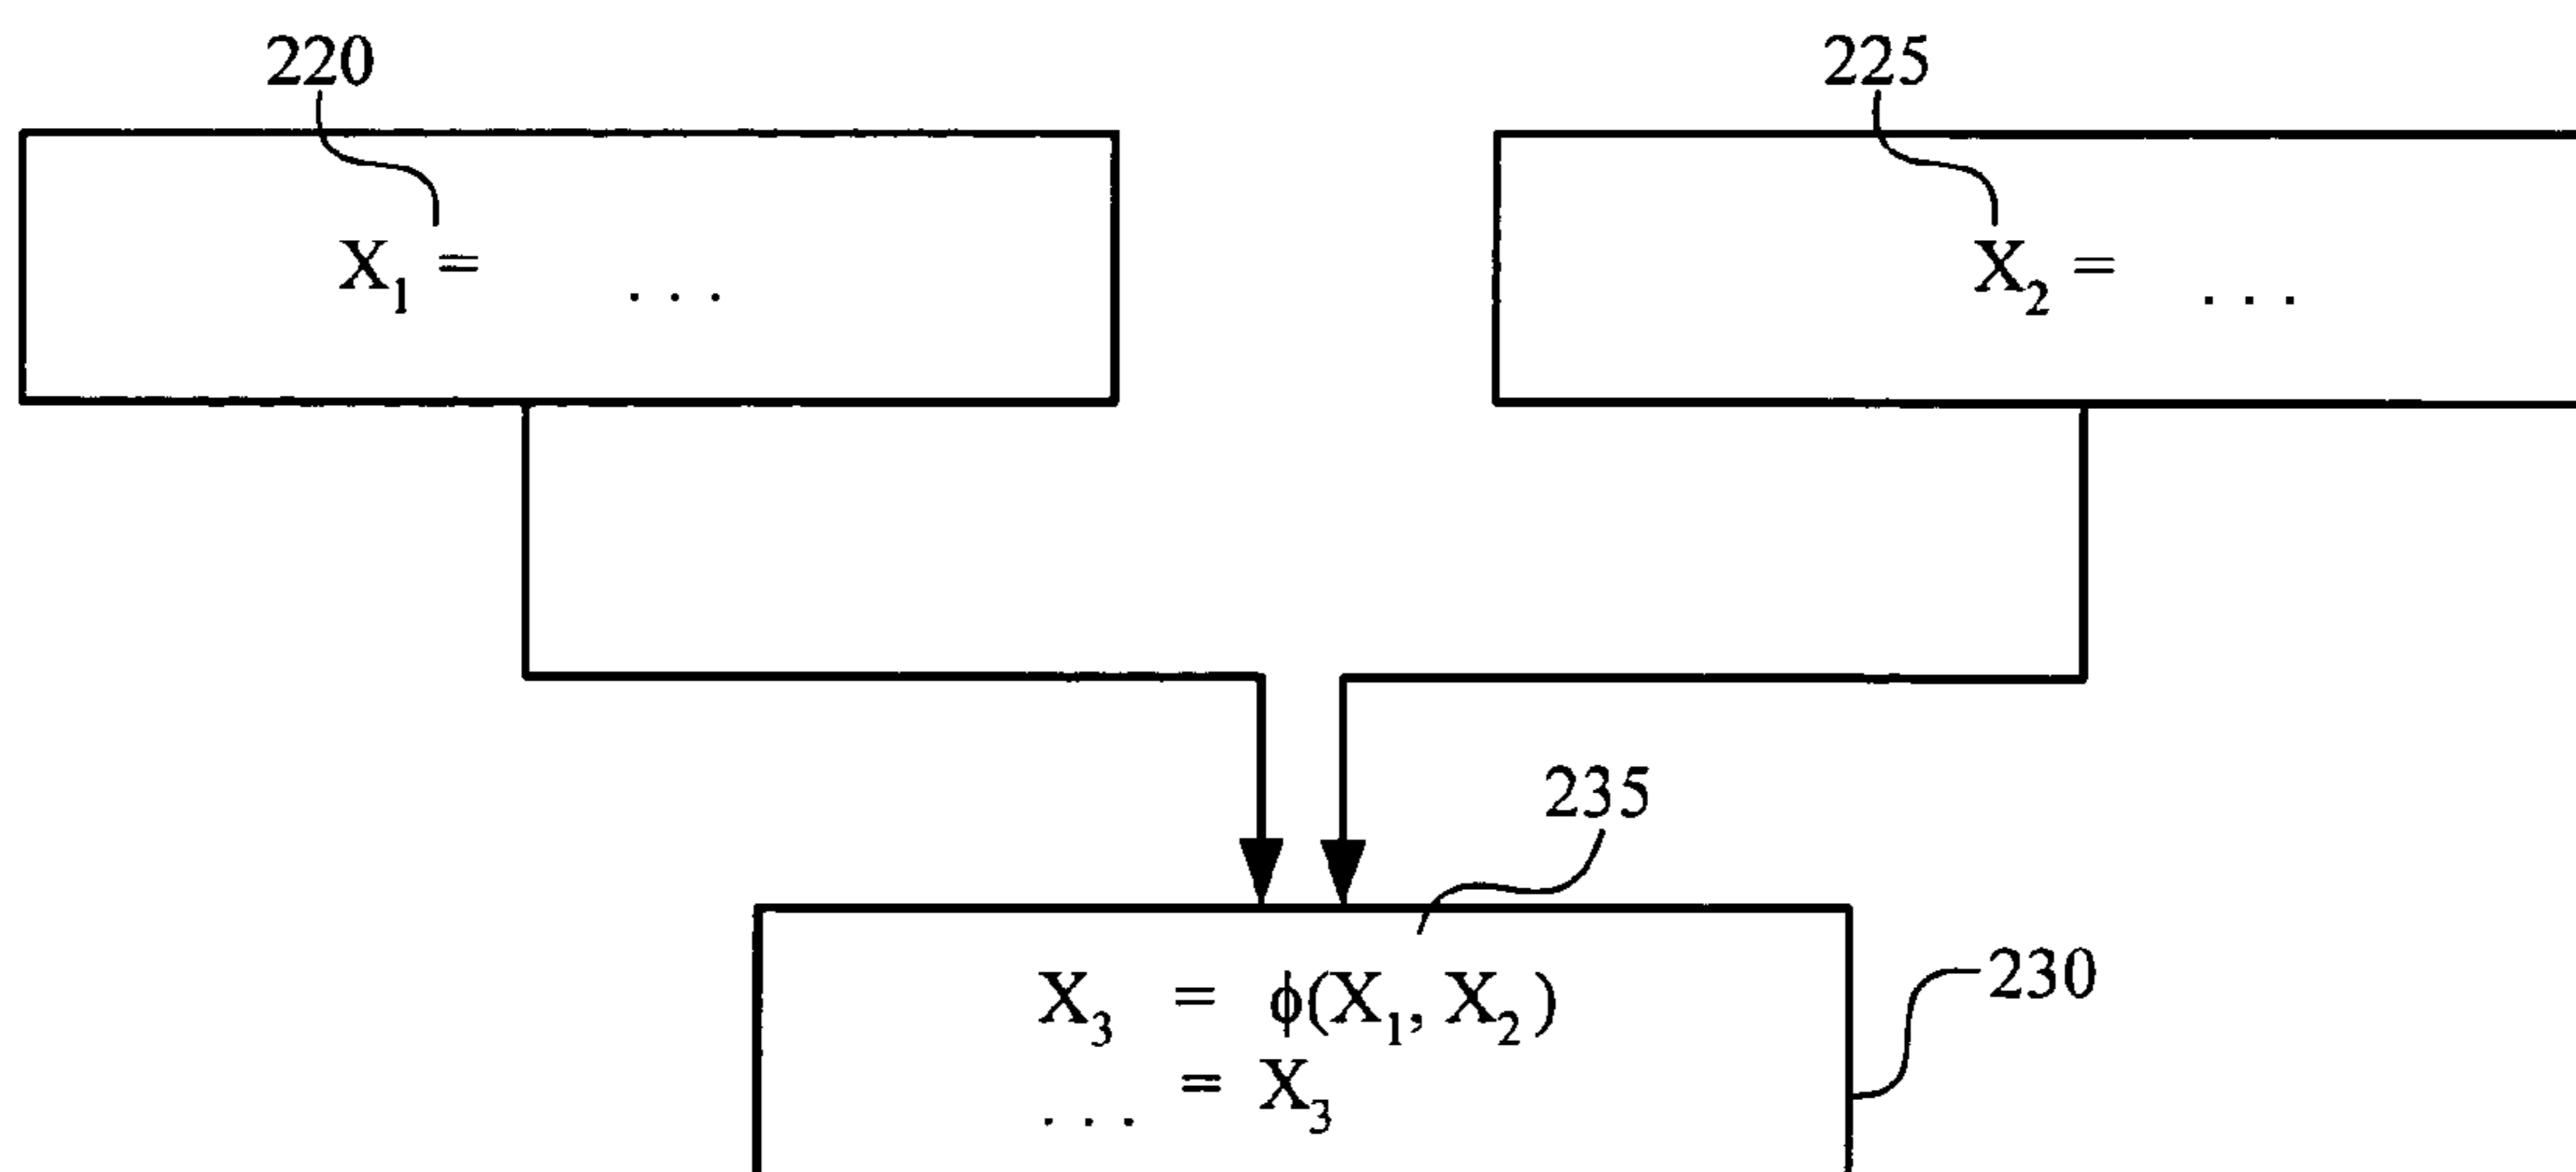 220
225
X₁ = . . .
X₂ = . . .
235
X₃ = ϕ(X₁, X₂ )
230
. . . = X₃